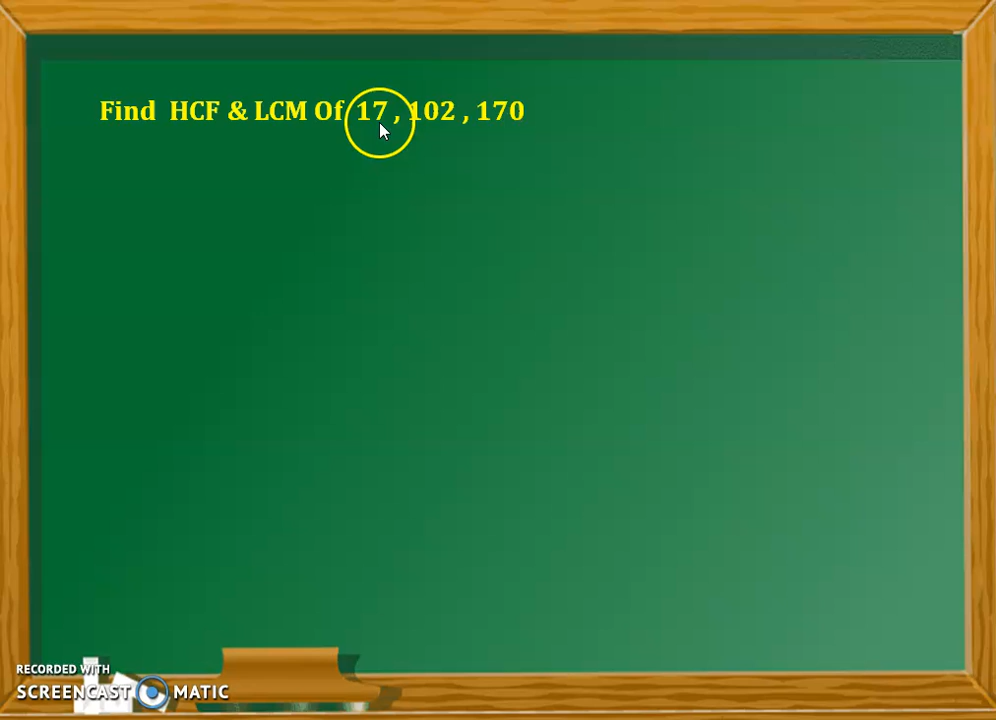 Find HCF & LCM Of 17 , 102 , 170
RECORDED WITH
SCREENCAST MATIC